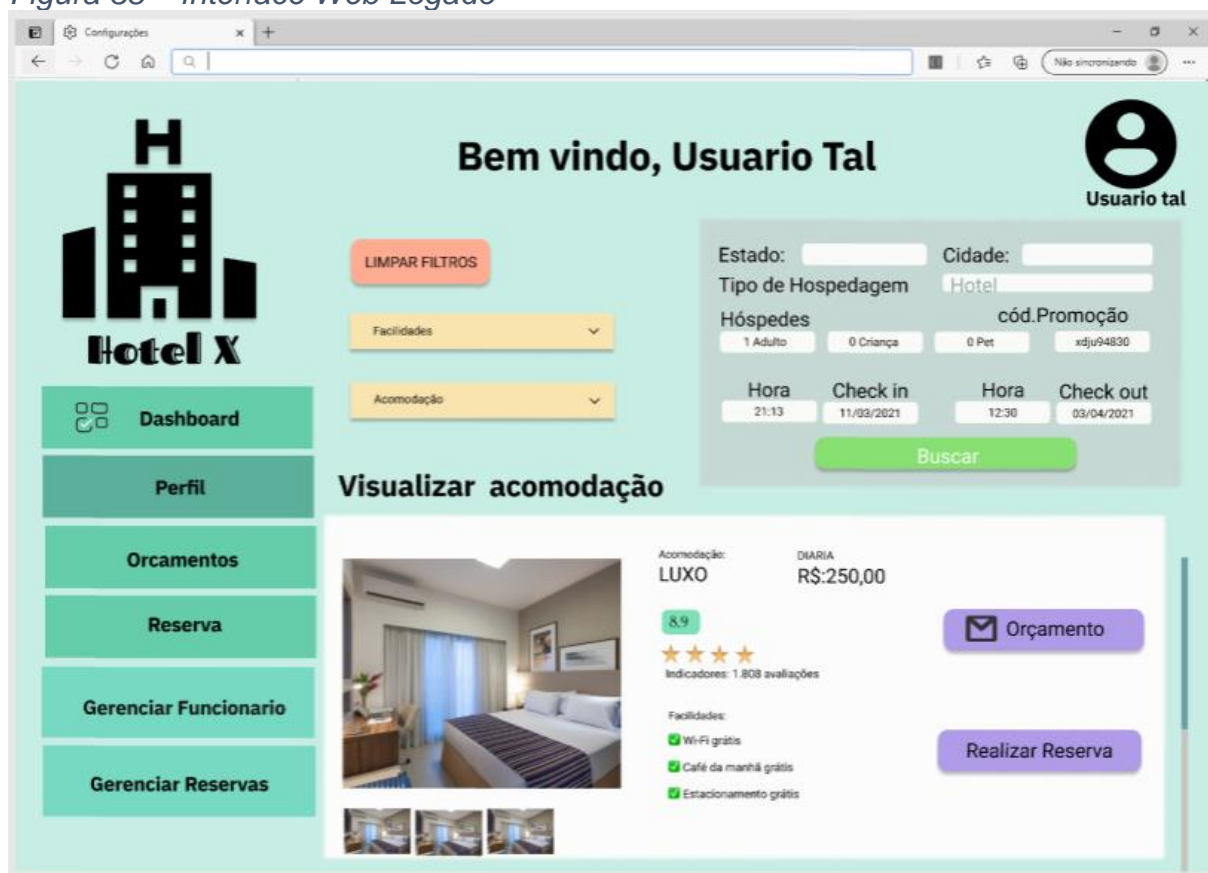 Figura 33 – Interface Web Logado
Configurações
Não sincronizando
H
Hotel X
Bem vindo, Usuario Tal
Usuario tal
LIMPAR FILTROS
Facilidades
Acomodação
Estado: Cidade:
Tipo de Hospedagem Hotel
Hóspedes cód.Promoção
1 Adulto 0 Criança 0 Pet xdju94830
Hora Check in Hora Check out
21:13 11/03/2021 12:30 03/04/2021
Buscar
Dashboard
Perfil
Orcamentos
Reserva
Gerenciar Funcionario
Gerenciar Reservas
Visualizar acomodação
Acomodação: DIARIA
LUXO R$:250,00
8.9
Indicadores: 1.808 avaliações
Facilidades:
Wi-Fi grátis
Café da manhã grátis
Estacionamento grátis
Orçamento
Realizar Reserva